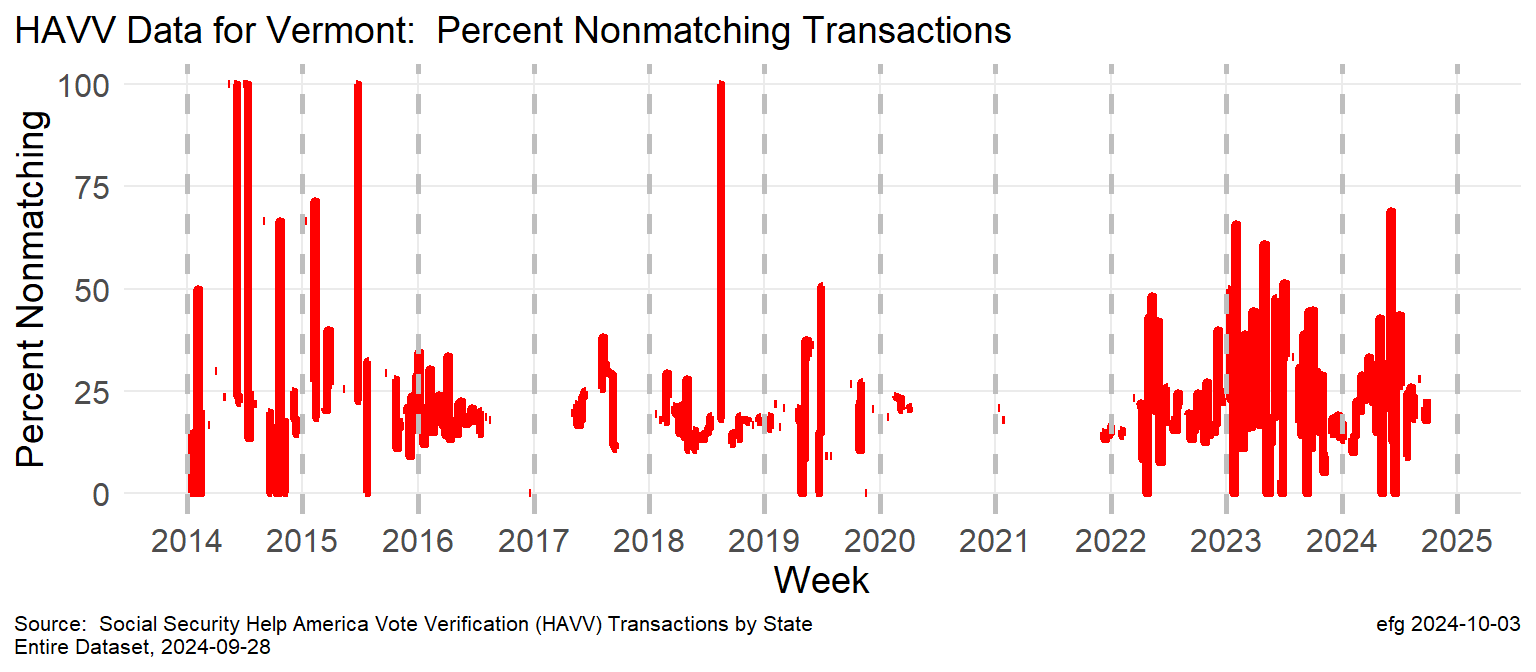 HAVV Data for Vermont:  Percent Nonmatching Transactions
Percent Nonmatching
100
75
50
25
0
2014 2015 2016 2017 2018 2019 2020 2021 2022 2023 2024 2025
Week
Source:  Social Security Help America Vote Verification (HAVV) Transactions by State
Entire Dataset, 2024-09-28
efg 2024-10-03